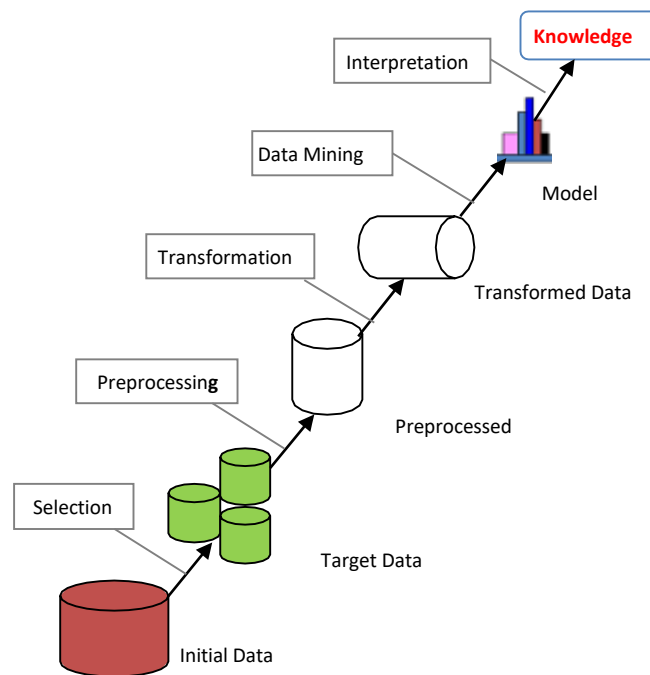 Knowledge
Interpretation
Data Mining
Model
Transformation
Transformed Data
Preprocessing
Preprocessed
Selection
Target Data
Initial Data